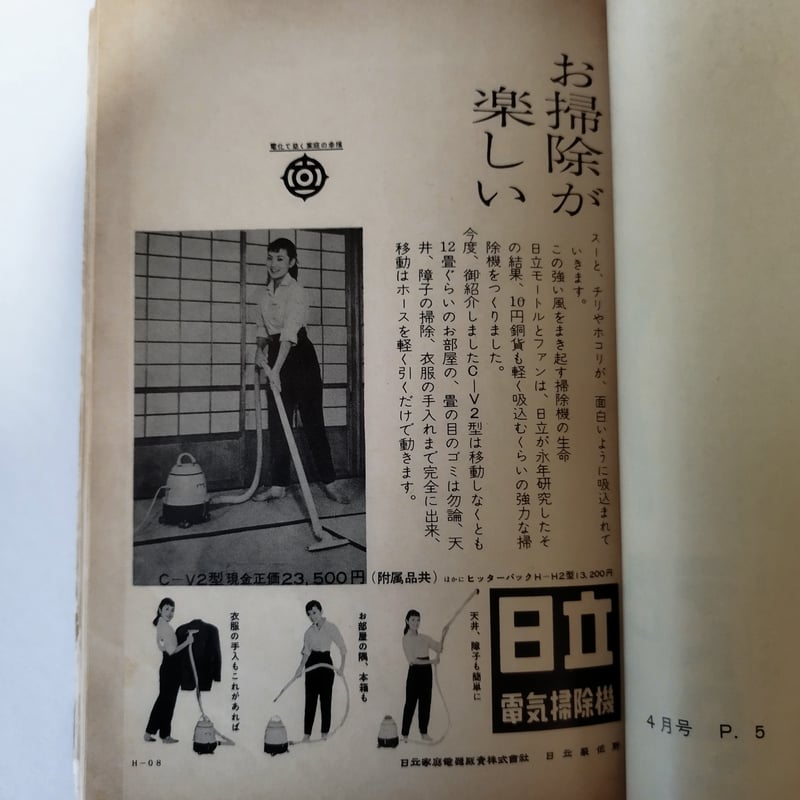 お掃除が
楽しい
電化で築く家庭の幸福
スーと、チリやホコリが、面白いように吸込まれて
いきます。
この強い風をまき起す掃除機の生命
日立モートルとファンは、日立が永年研究したそ
の結果、10円銅貨も軽く吸込むくらいの強力な掃
除機をつくりました。
今度、御紹介しましたC-V2型は移動しなくとも
12畳ぐらいのお部屋の、畳の目のゴミは勿論、天
井、障子の掃除、衣服の手入れまで完全に出来、
移動はホースを軽く引くだけで動きます。
C-V2型現金正価23,500円(附属品共)
ほかにヒッターバックH-H2型13,200円
天井、障子も簡単に
お部屋の隅、本箱も
衣服の手入もこれがあれば
日立
電気掃除機
H-08
日立家庭電器販賣株式會社
4月号 P.5